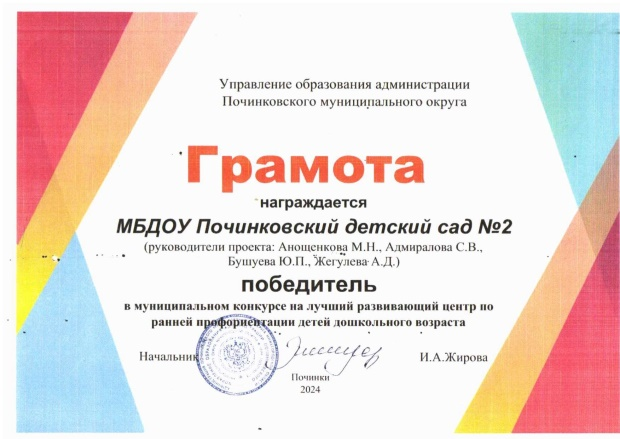 Управление образования администрации
Починковского муниципального округа
Грамота
награждается
МБДОУ Починковский детский сад №2
(руководители проекта: Анощенкова М.Н., Адмиралова С.В.,
Бушуева Ю.П., Жегулева А.Д.)
победитель
в муниципальном конкурсе на лучший развивающий центр по
ранней профориентации детей дошкольного возраста
Начальник И.А.Жирова
Починки
2024